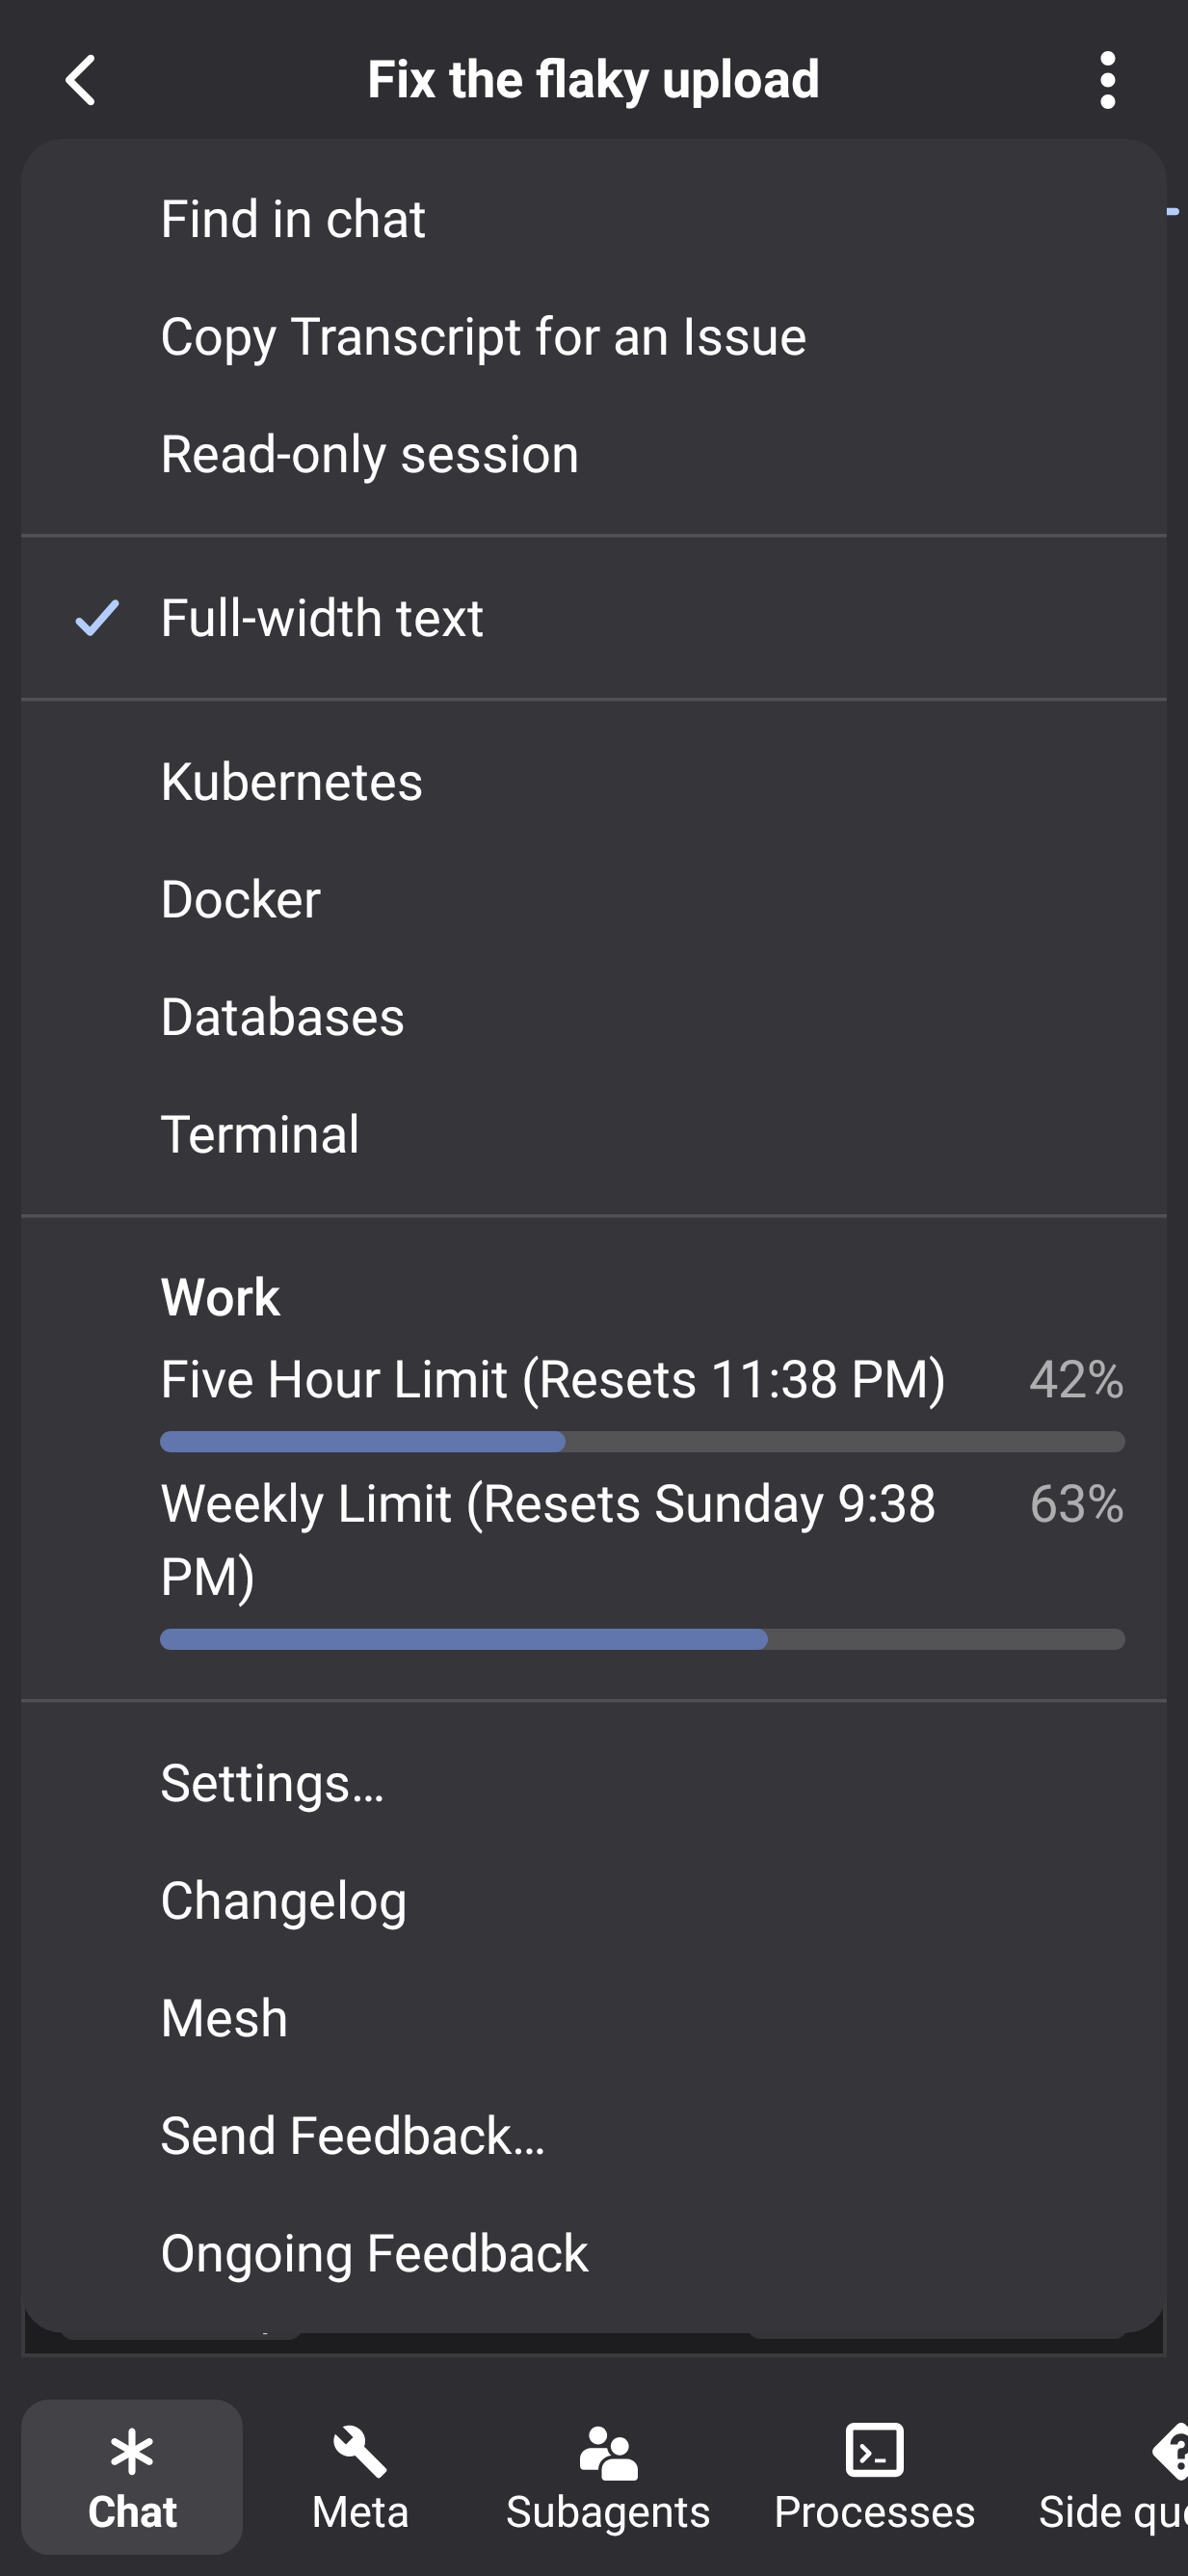 Fix the flaky upload
Find in chat
Copy Transcript for an Issue
Read-only session
Full-width text
Kubernetes
Docker
Databases
Terminal
Work
Five Hour Limit (Resets 11:38 PM) 42%
Weekly Limit (Resets Sunday 9:38 63%
PM)
Settings…
Changelog
Mesh
Send Feedback…
Ongoing Feedback
Chat Meta Subagents Processes Side